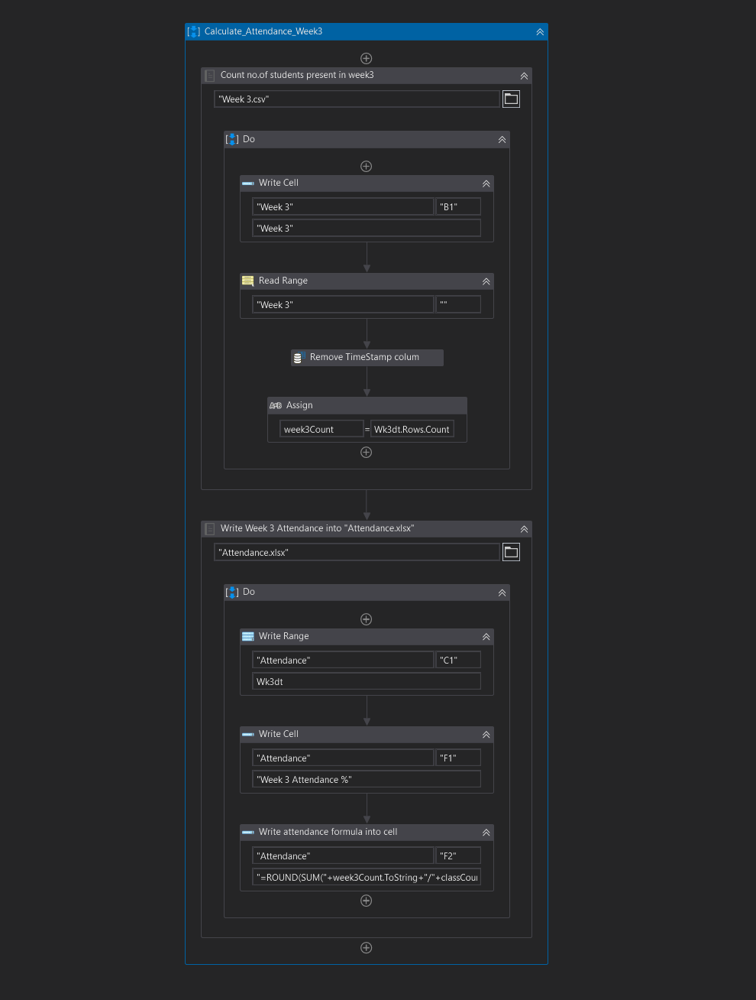 Calculate_Attendance_Week3
Count no.of students present in week3
"Week 3.csv"
Do
Write Cell
"Week 3" "B1"
"Week 3"
Read Range
"Week 3" ""
Remove TimeStamp colum
Assign
week3Count = Wk3dt.Rows.Count
Write Week 3 Attendance into "Attendance.xlsx"
"Attendance.xlsx"
Do
Write Range
"Attendance" "C1"
Wk3dt
Write Cell
"Attendance" "F1"
"Week 3 Attendance %"
Write attendance formula into cell
"Attendance" "F2"
"=ROUND(SUM("+week3Count.ToString+"/"+classCou